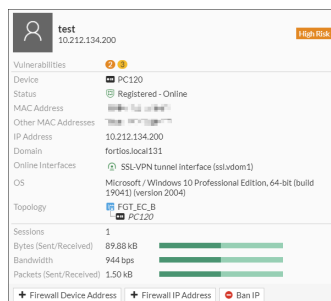 test
10.212.134.200
High Risk
Vulnerabilities 2 3
Device PC120
Status Registered - Online
MAC Address
Other MAC Addresses
IP Address 10.212.134.200
Domain fortios.local131
Online Interfaces SSL-VPN tunnel interface (ssl.vdom1)
OS Microsoft / Windows 10 Professional Edition, 64-bit (build
19041) (version 2004)
Topology FGT_EC_B
PC120
Sessions 1
Bytes (Sent/Received) 89.88 kB
Bandwidth 944 bps
Packets (Sent/Received) 1.50 kB
+ Firewall Device Address + Firewall IP Address Ban IP